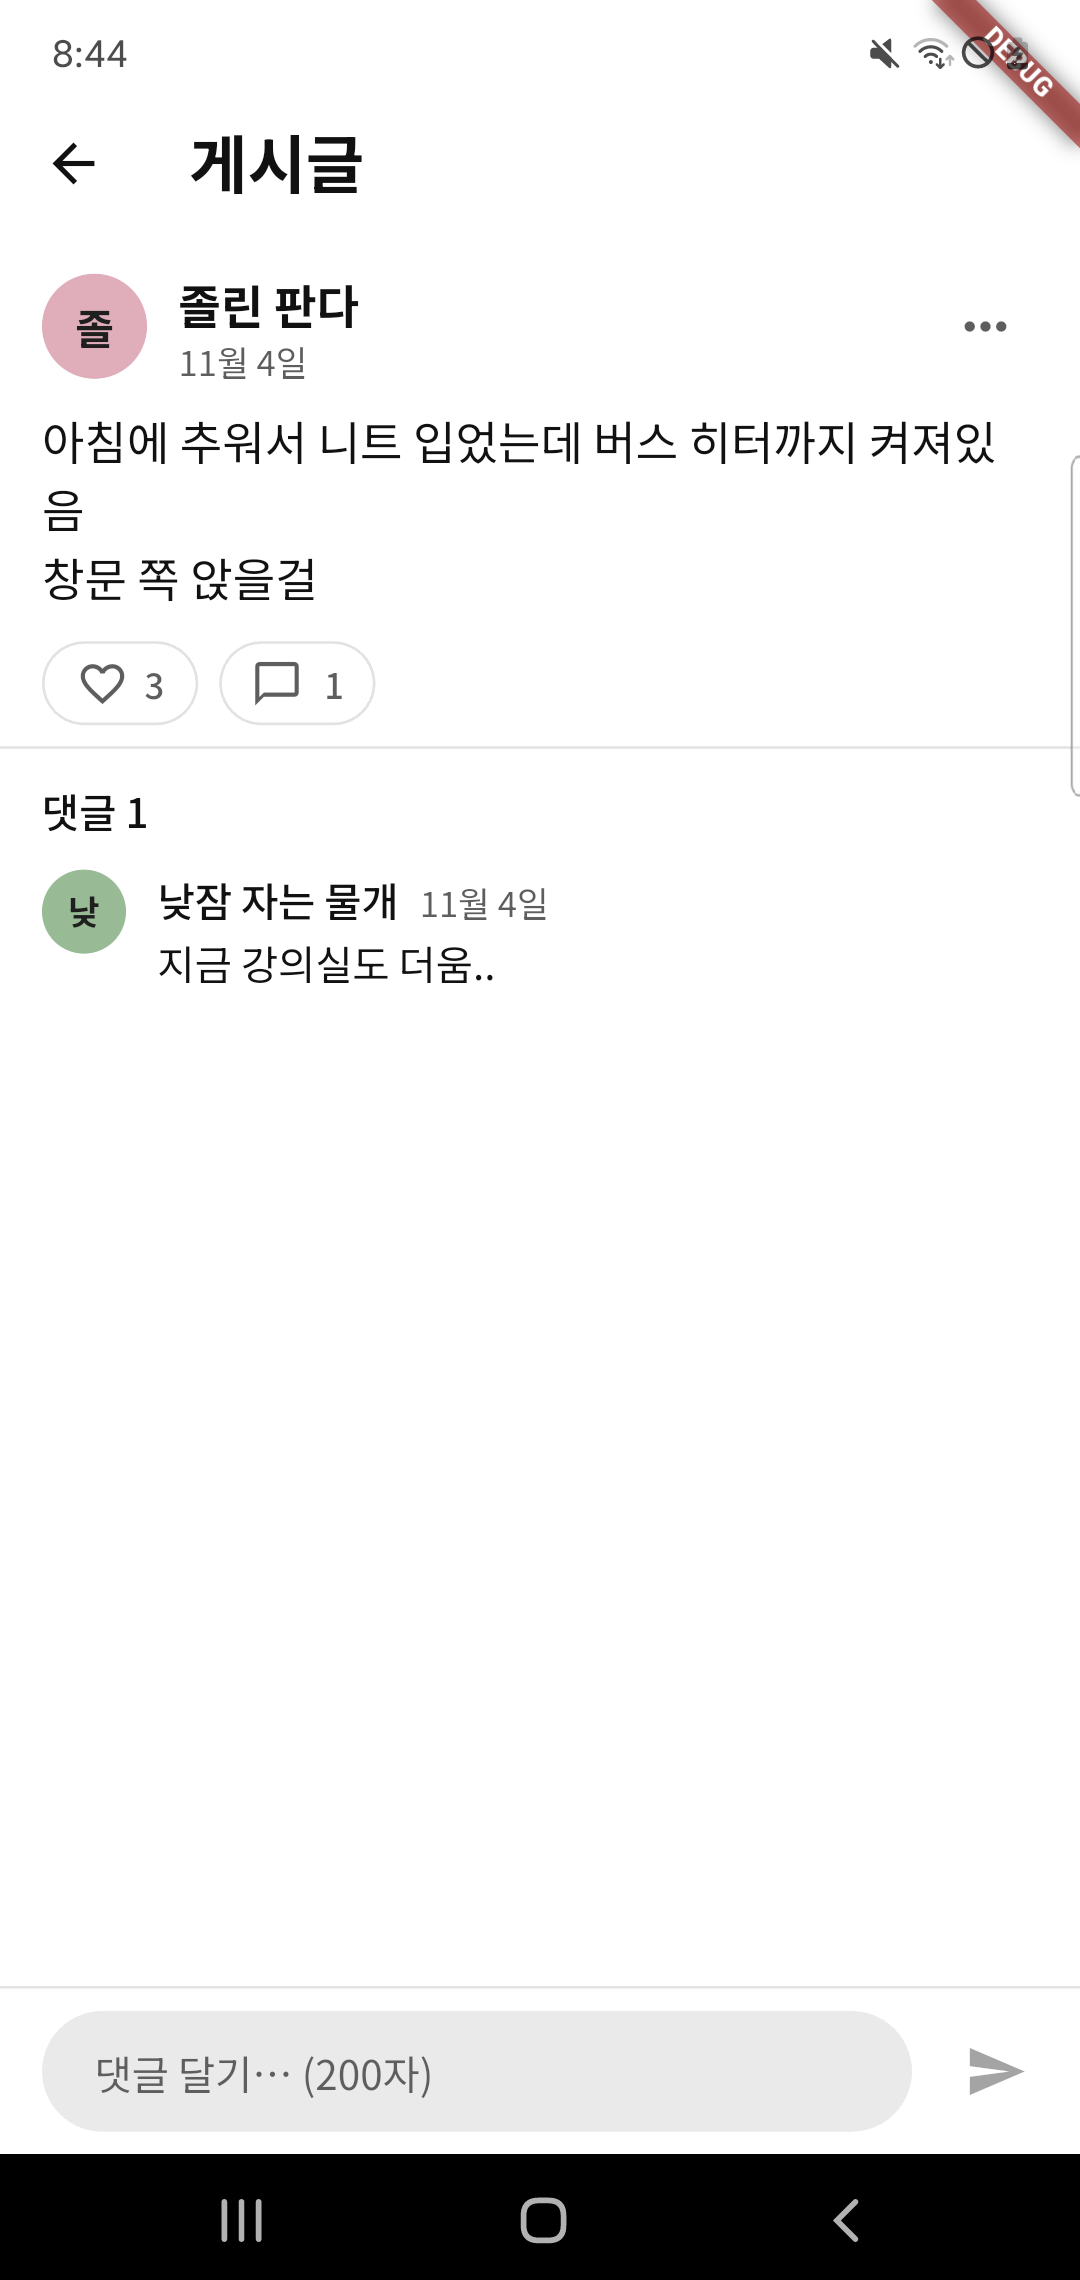 8:44
DEBUG
게시글
졸
졸린 판다
11월 4일
아침에 추워서 니트 입었는데 버스 히터까지 켜져있
음
창문 쪽 앉을걸
3
1
댓글 1
낮
낮잠 자는 물개 11월 4일
지금 강의실도 더움..
댓글 달기… (200자)